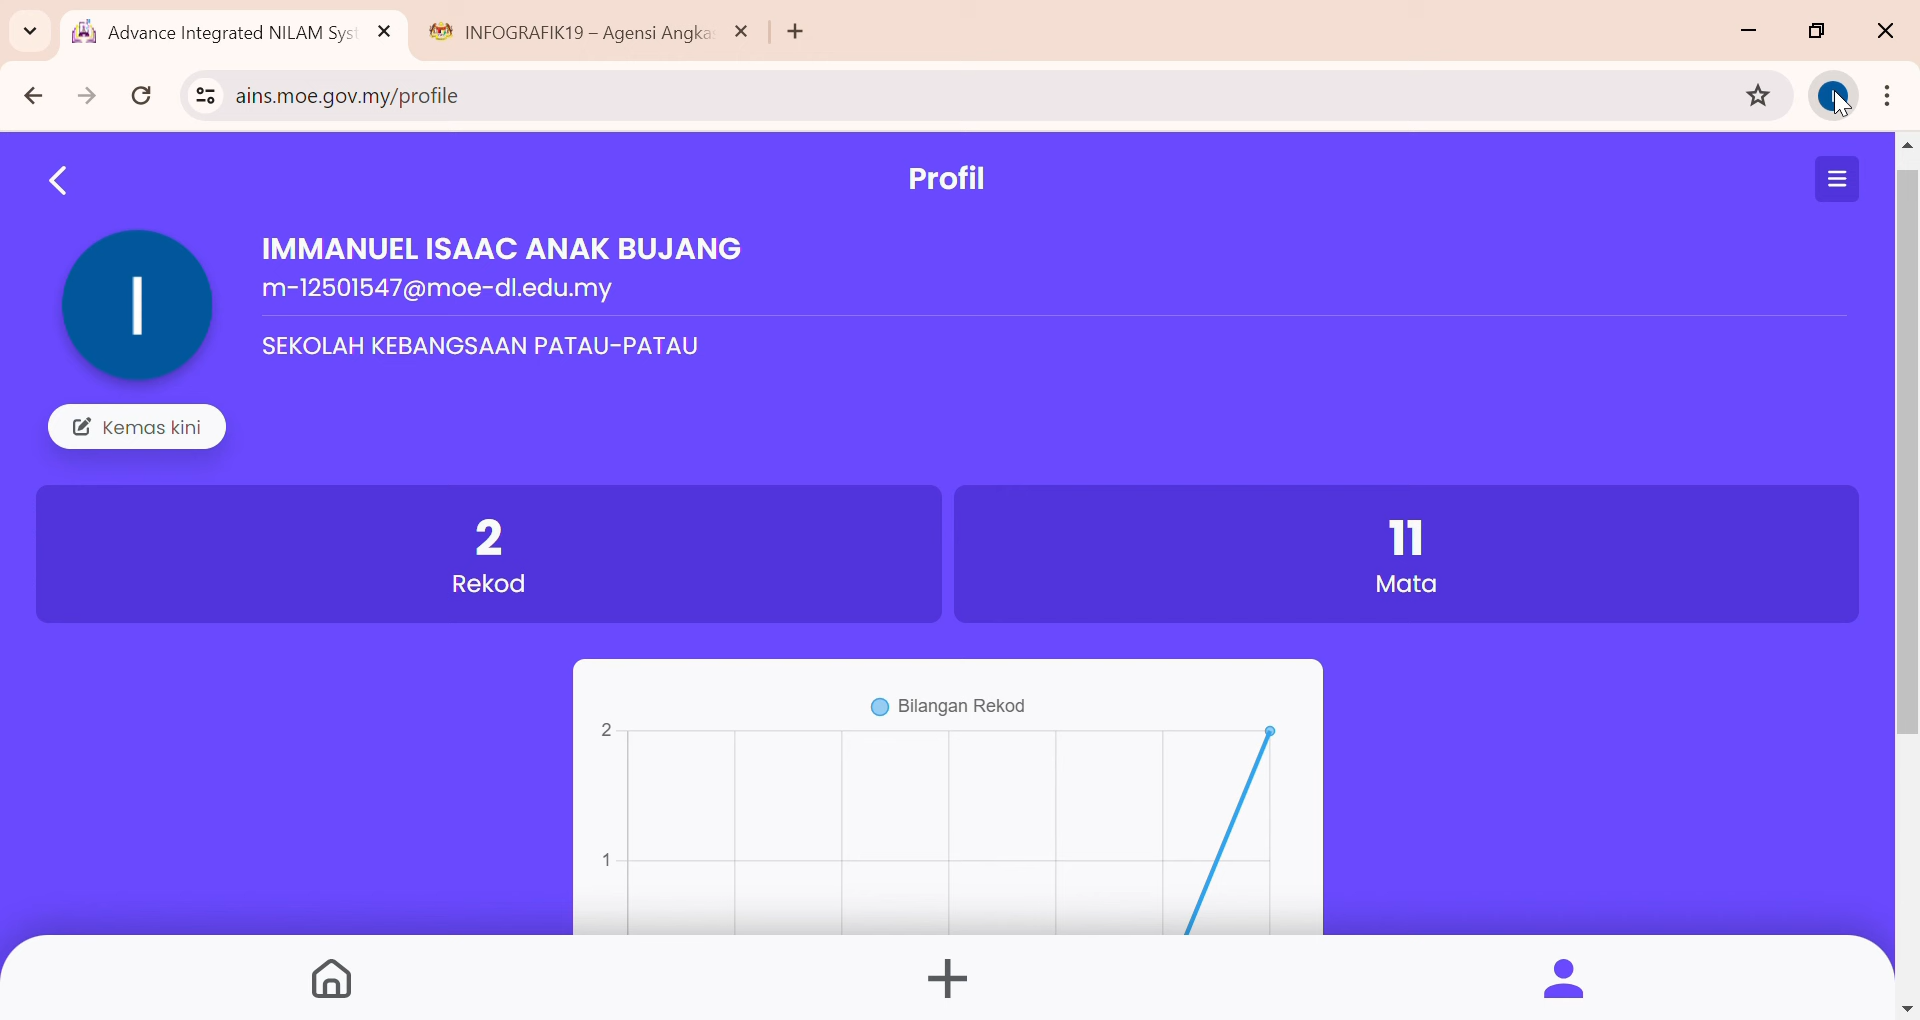 Advance Integrated NILAM Syst
INFOGRAFIK19 – Agensi Angka
ains.moe.gov.my/profile
Profil
IMMANUEL ISAAC ANAK BUJANG
m-12501547@moe-dl.edu.my
SEKOLAH KEBANGSAAN PATAU-PATAU
I
Kemas kini
2
Rekod
11
Mata
Bilangan Rekod
2
1